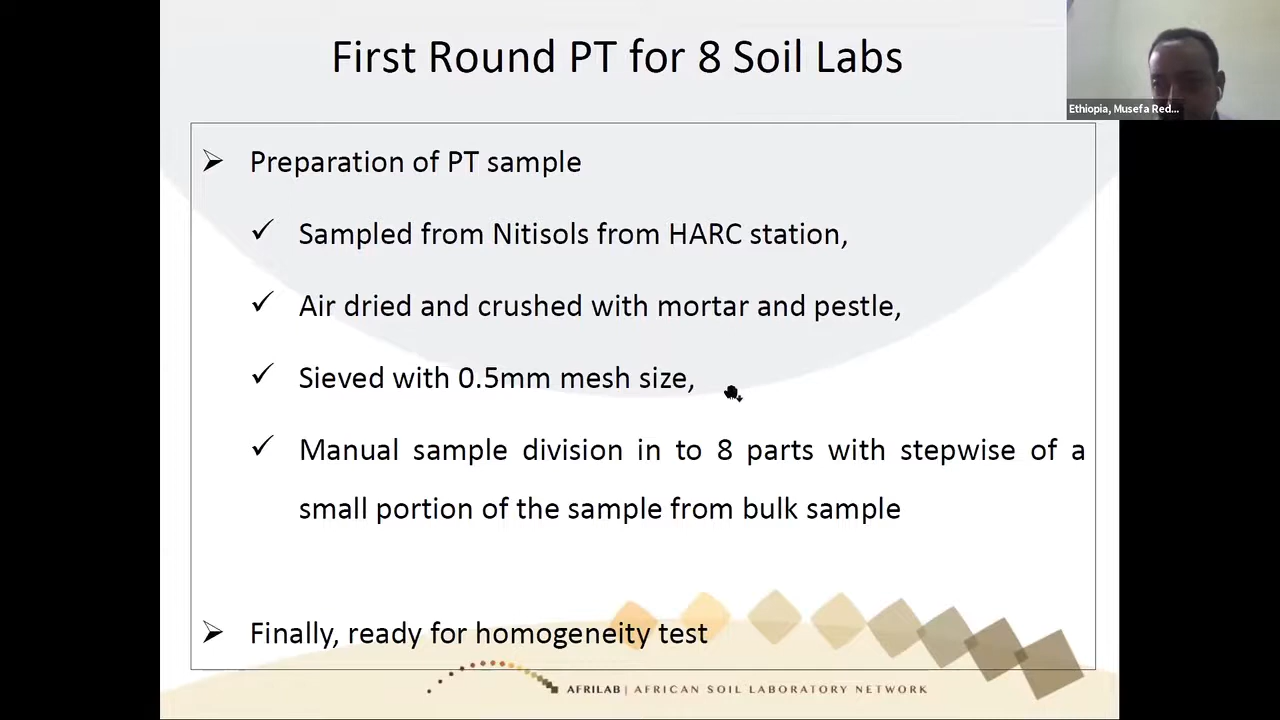 First Round PT for 8 Soil Labs
Ethiopia, Musefa Red...
➢ Preparation of PT sample
✓ Sampled from Nitisols from HARC station,
✓ Air dried and crushed with mortar and pestle,
✓ Sieved with 0.5mm mesh size,
✓ Manual sample division in to 8 parts with stepwise of a
small portion of the sample from bulk sample
➢ Finally, ready for homogeneity test
AFRILAB | AFRICAN SOIL LABORATORY NETWORK